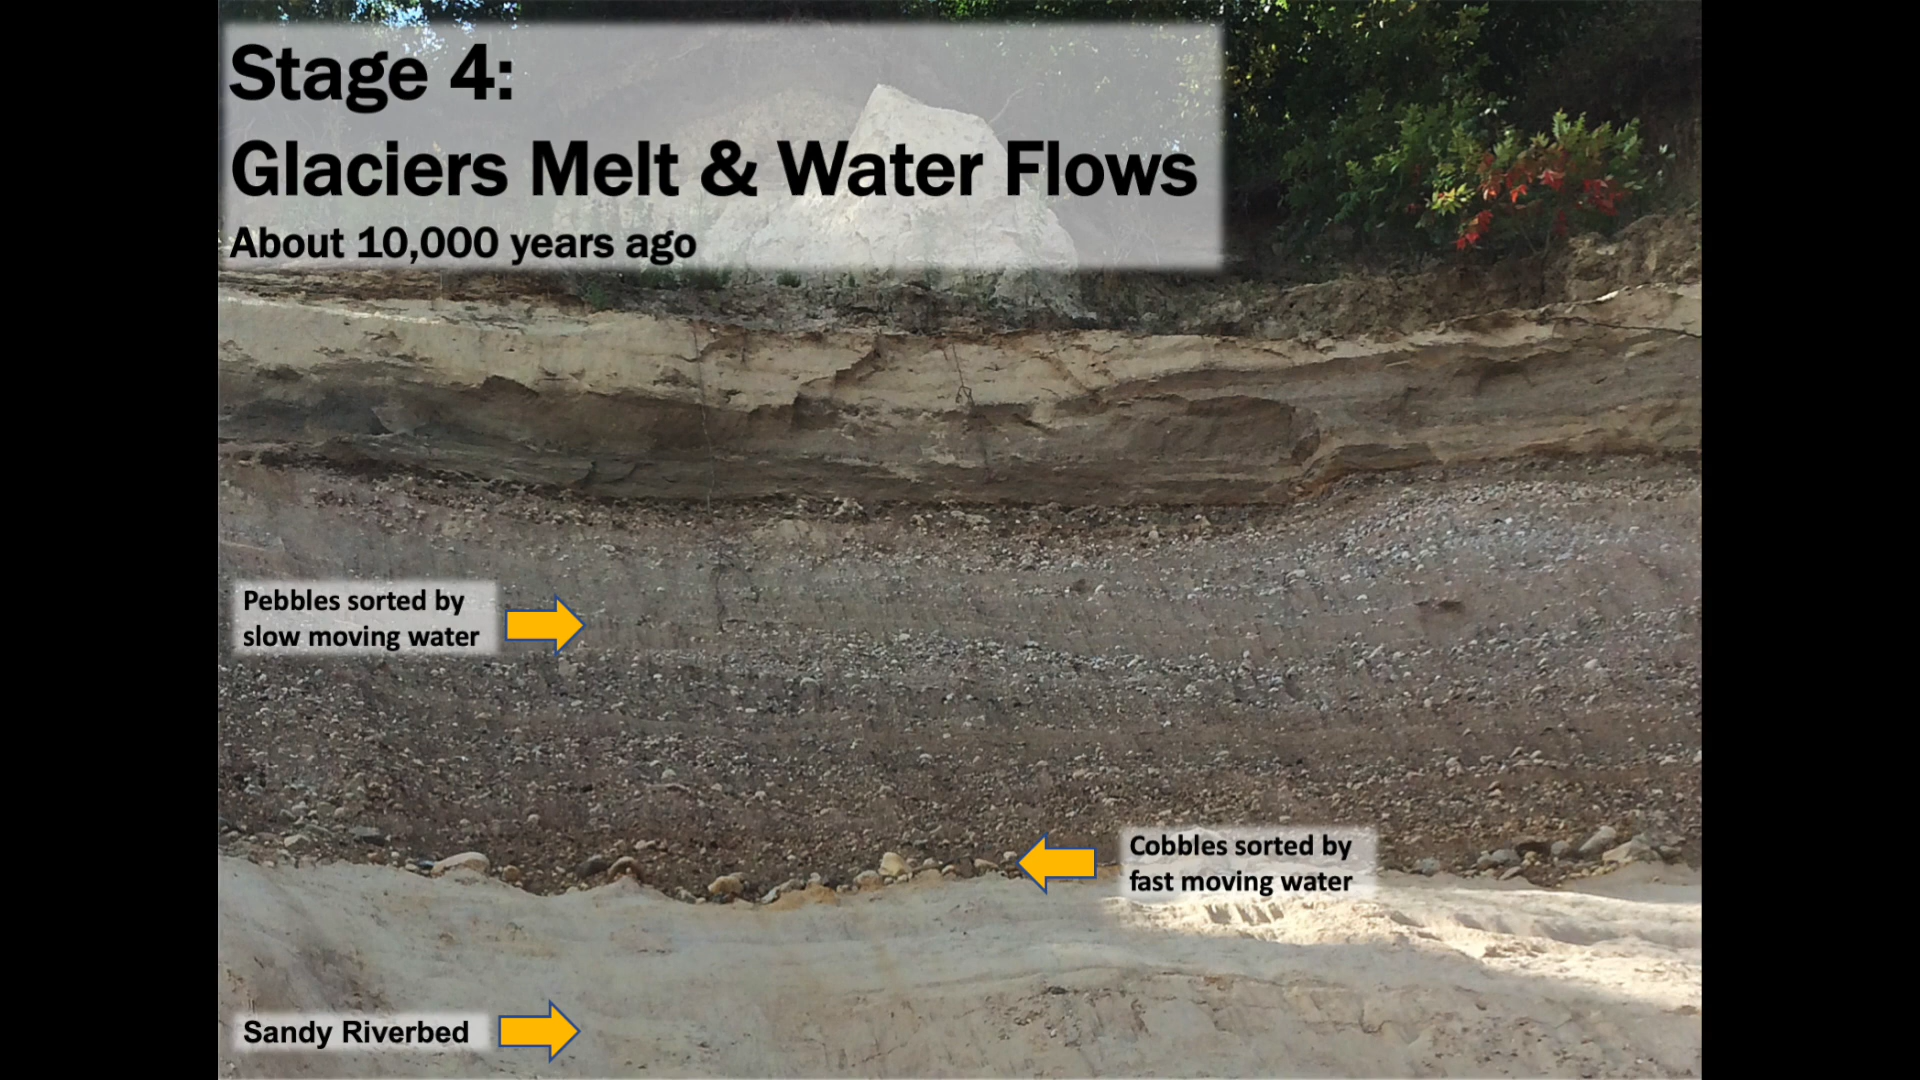 Stage 4:
Glaciers Melt & Water Flows
About 10,000 years ago
Pebbles sorted by
slow moving water
Cobbles sorted by
fast moving water
Sandy Riverbed